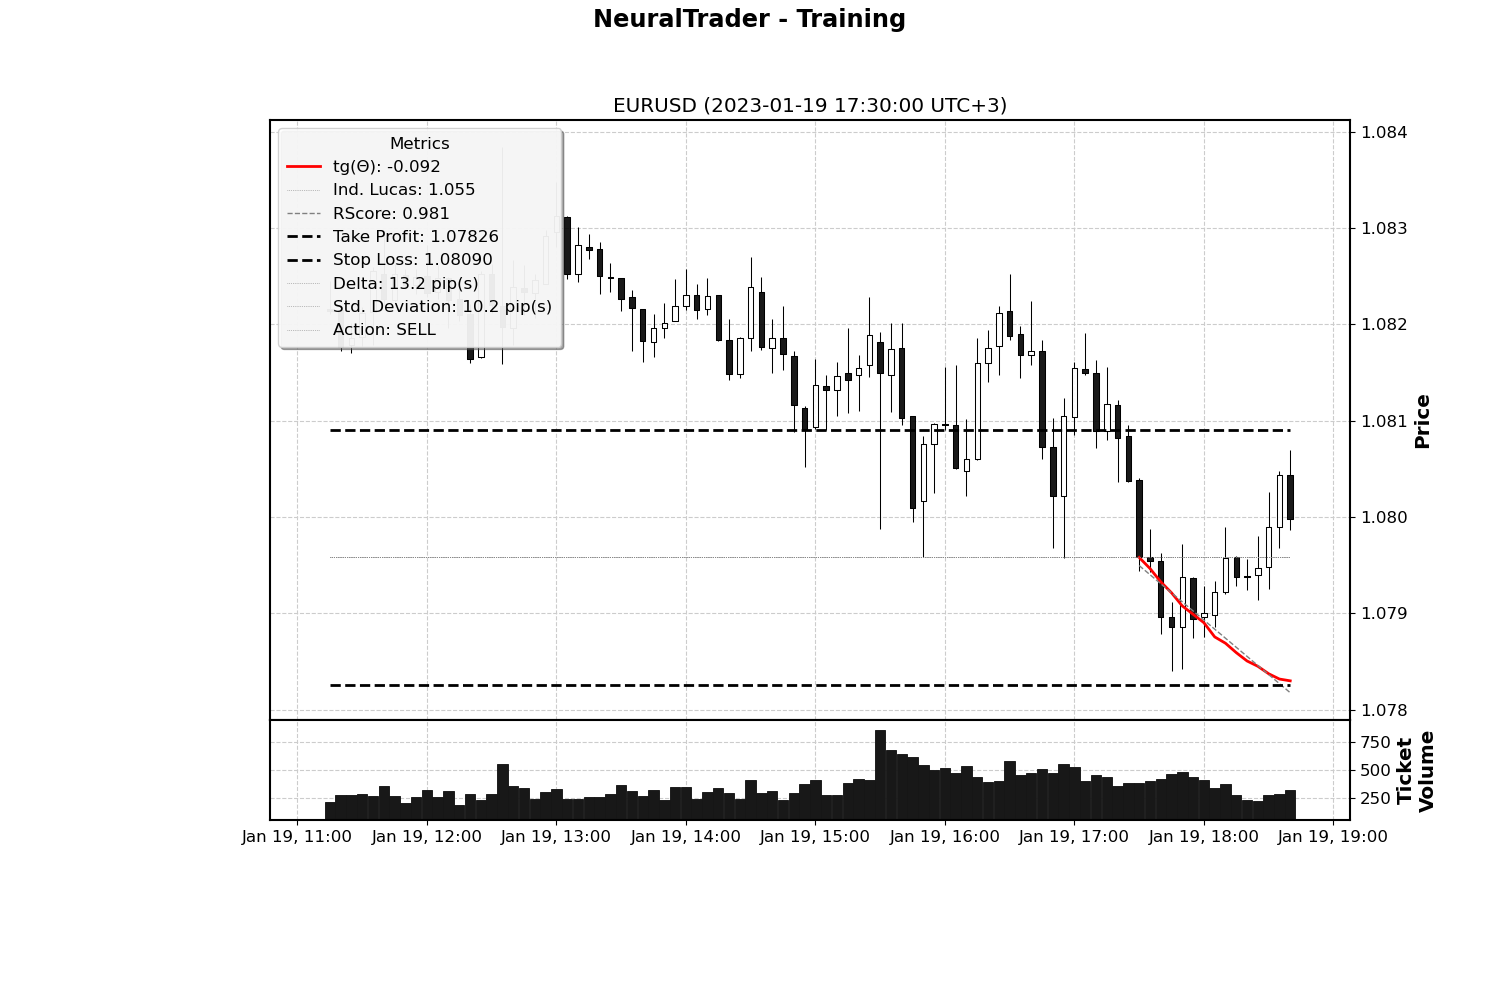 NeuralTrader - Training
EURUSD (2023-01-19 17:30:00 UTC+3)
Metrics
tg(Θ): -0.092
Ind. Lucas: 1.055
RScore: 0.981
Take Profit: 1.07826
Stop Loss: 1.08090
Delta: 13.2 pip(s)
Std. Deviation: 10.2 pip(s)
Action: SELL
1.084
1.083
1.082
1.081
1.080
1.079
1.078
Price
750
500
250
Ticket
Volume
Jan 19, 11:00
Jan 19, 12:00
Jan 19, 13:00
Jan 19, 14:00
Jan 19, 15:00
Jan 19, 16:00
Jan 19, 17:00
Jan 19, 18:00
Jan 19, 19:00